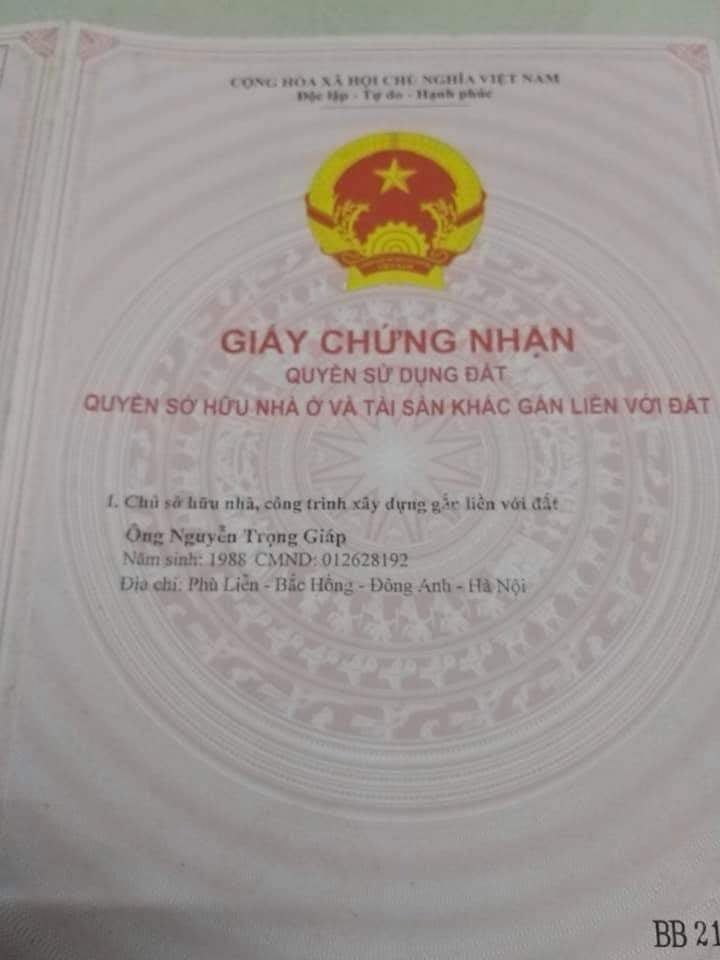 CỘNG HÒA XÃ HỘI CHỦ NGHĨA VIỆT NAM
Độc lập - Tự do - Hạnh phúc
GIẤY CHỨNG NHẬN
QUYỀN SỬ DỤNG ĐẤT
QUYỀN SỞ HỮU NHÀ Ở VÀ TÀI SẢN KHÁC GẮN LIỀN VỚI ĐẤT
I. Chủ sở hữu nhà, công trình xây dựng gắn liền với đất
Ông Nguyễn Trọng Giáp
Năm sinh: 1988 CMND: 012628192
Địa chỉ: Phù Liễn - Bắc Hồng - Đông Anh - Hà Nội
BB 21